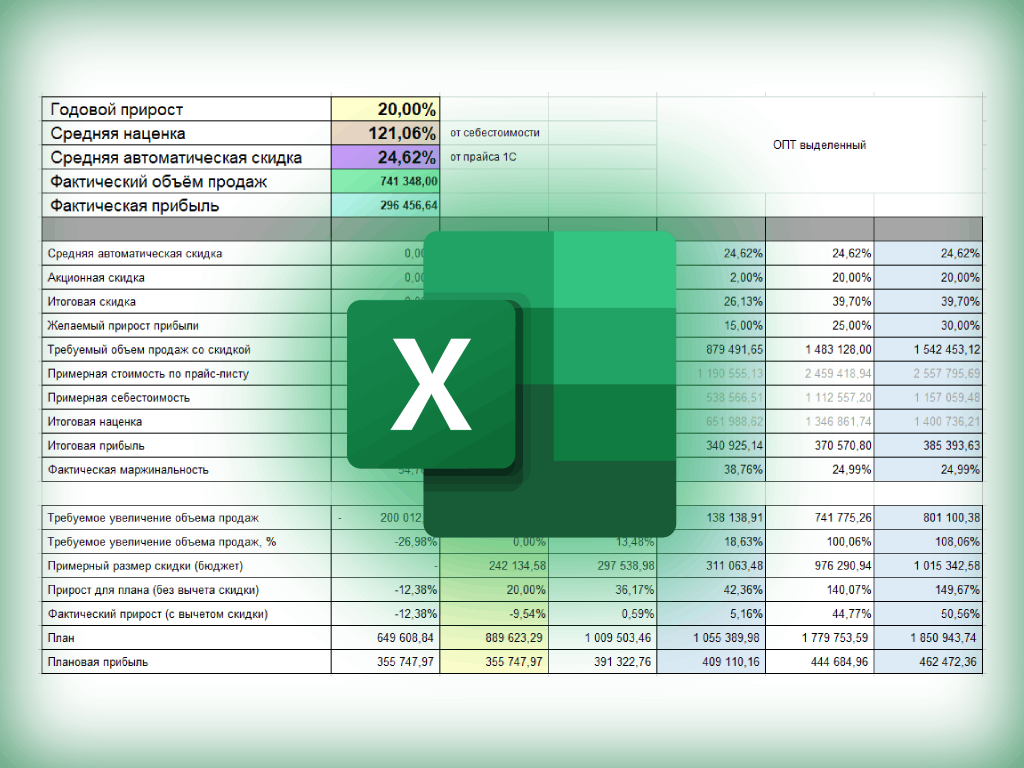 Годовой прирост 20,00%
Средняя наценка 121,06% от себестоимости
ОПТ выделенный
Средняя автоматическая скидка 24,62% от прайса 1С
Фактический объём продаж 741 348,00
Фактическая прибыль 296 456,64
Средняя автоматическая скидка 24,62% 24,62% 24,62%
Акционная скидка 2,00% 20,00% 20,00%
Итоговая скидка 26,13% 39,70% 39,70%
Желаемый прирост прибыли 15,00% 25,00% 30,00%
Требуемый объем продаж со скидкой 879 491,65 1 483 128,00 1 542 453,12
Примерная стоимость по прайс-листу 1 190 555,13 2 459 418,94 2 557 795,69
Примерная себестоимость 538 566,51 1 112 557,20 1 157 059,48
Итоговая наценка 651 988,62 1 346 861,74 1 400 736,21
Итоговая прибыль 340 925,14 370 570,80 385 393,63
Фактическая маржинальность 38,76% 24,99% 24,99%
X
Требуемое увеличение объема продаж - 200 012 138 138,91 741 775,26 801 100,38
Требуемое увеличение объема продаж, % -26,98% 0,00% 13,48% 18,63% 100,06% 108,06%
Примерный размер скидки (бюджет) - 242 134,58 297 538,98 311 063,48 976 290,94 1 015 342,58
Прирост для плана (без вычета скидки) -12,38% 20,00% 36,17% 42,36% 140,07% 149,67%
Фактический прирост (с вычетом скидки) -12,38% -9,54% 0,59% 5,16% 44,77% 50,56%
План 649 608,84 889 623,29 1 009 503,46 1 055 389,98 1 779 753,59 1 850 943,74
Плановая прибыль 355 747,97 355 747,97 391 322,76 409 110,16 444 684,96 462 472,36